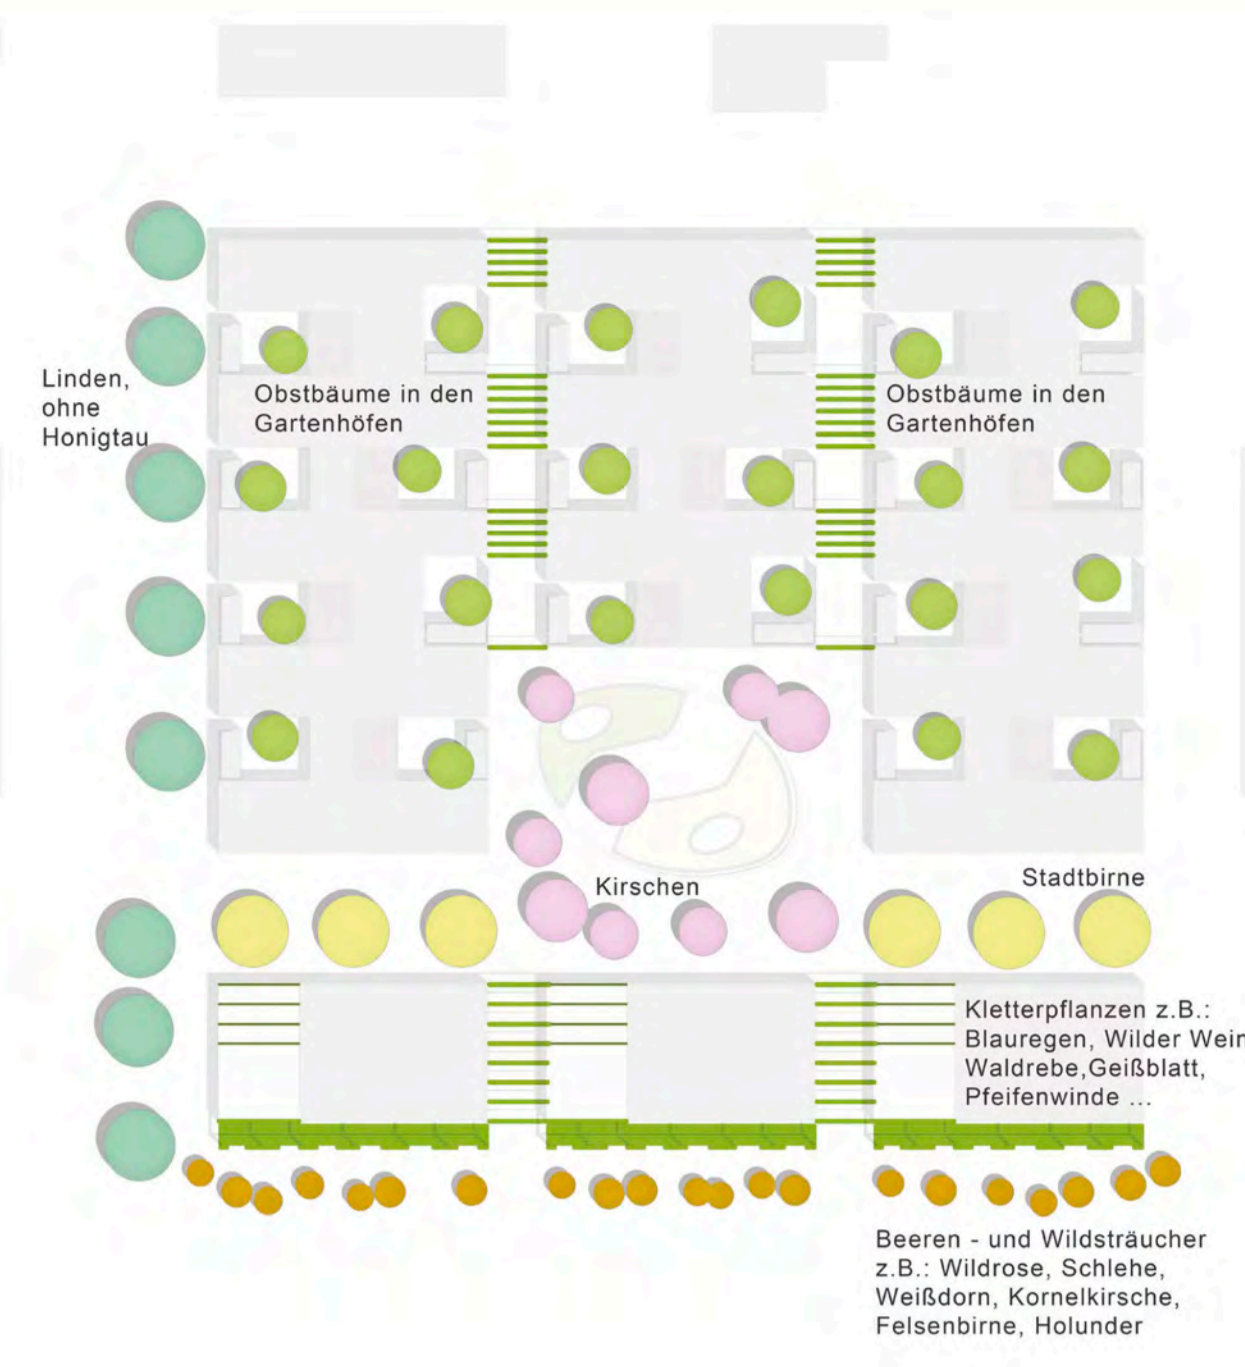 Linden,
ohne
Honigtau
Obstbäume in den
Gartenhöfen
Obstbäume in den
Gartenhöfen
Kirschen
Stadtbirne
Kletterpflanzen z.B.:
Blauregen, Wilder Wein
Waldrebe,Geißblatt,
Pfeifenwinde ...
Beeren - und Wildsträucher
z.B.: Wildrose, Schlehe,
Weißdorn, Kornelkirsche,
Felsenbirne, Holunder